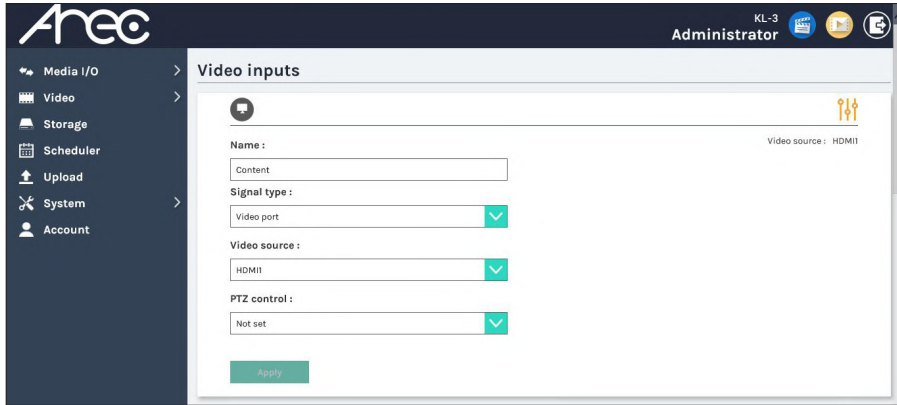 Arec
KL-3
Administrator
Media I/O
Video
Storage
Scheduler
Upload
System
Account
Video inputs
Video source : HDMI1
Name :
Content
Signal type :
Video port
Video source :
HDMI1
PTZ control :
Not set
Apply